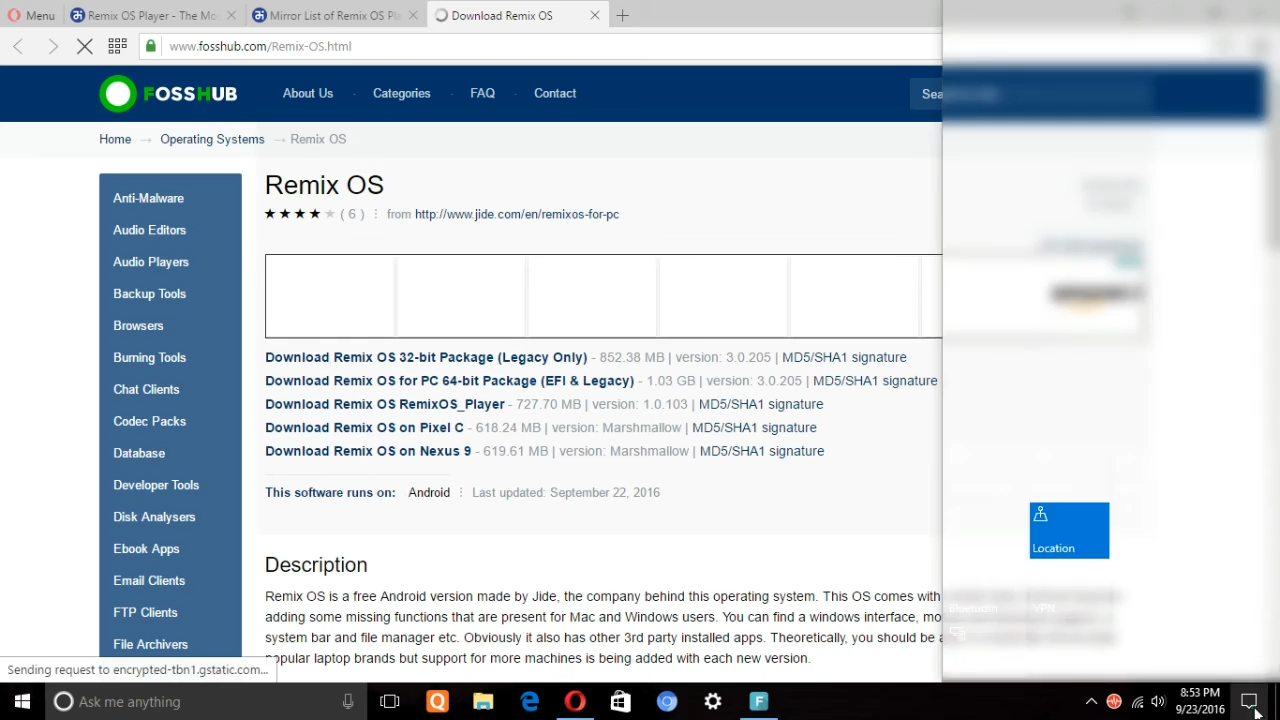 Menu
Remix OS Player - The Mo
Mirror List of Remix OS Pla
Download Remix OS
www.fosshub.com/Remix-OS.html
FOSSHUB
About Us
Categories
FAQ
Contact
Sea
Home → Operating Systems → Remix OS
Anti-Malware
Audio Editors
Audio Players
Backup Tools
Browsers
Burning Tools
Chat Clients
Codec Packs
Database
Developer Tools
Disk Analysers
Ebook Apps
Email Clients
FTP Clients
File Archivers
Remix OS
( 6 ) from http://www.jide.com/en/remixos-for-pc
Download Remix OS 32-bit Package (Legacy Only) - 852.38 MB | version: 3.0.205 | MD5/SHA1 signature
Download Remix OS for PC 64-bit Package (EFI & Legacy) - 1.03 GB | version: 3.0.205 | MD5/SHA1 signature
Download Remix OS RemixOS_Player - 727.70 MB | version: 1.0.103 | MD5/SHA1 signature
Download Remix OS on Pixel C - 618.24 MB | version: Marshmallow | MD5/SHA1 signature
Download Remix OS on Nexus 9 - 619.61 MB | version: Marshmallow | MD5/SHA1 signature
This software runs on: Android Last updated: September 22, 2016
Description
Remix OS is a free Android version made by Jide, the company behind this operating system. This OS comes with
adding some missing functions that are present for Mac and Windows users. You can find a windows interface, mo
system bar and file manager etc. Obviously it also has other 3rd party installed apps. Theoretically, you should be a
popular laptop brands but support for more machines is being added with each new version.
Location
Bluetooth
VPN
Sending request to encrypted-tbn1.gstatic.com...
Ask me anything
8:53 PM
9/23/2016